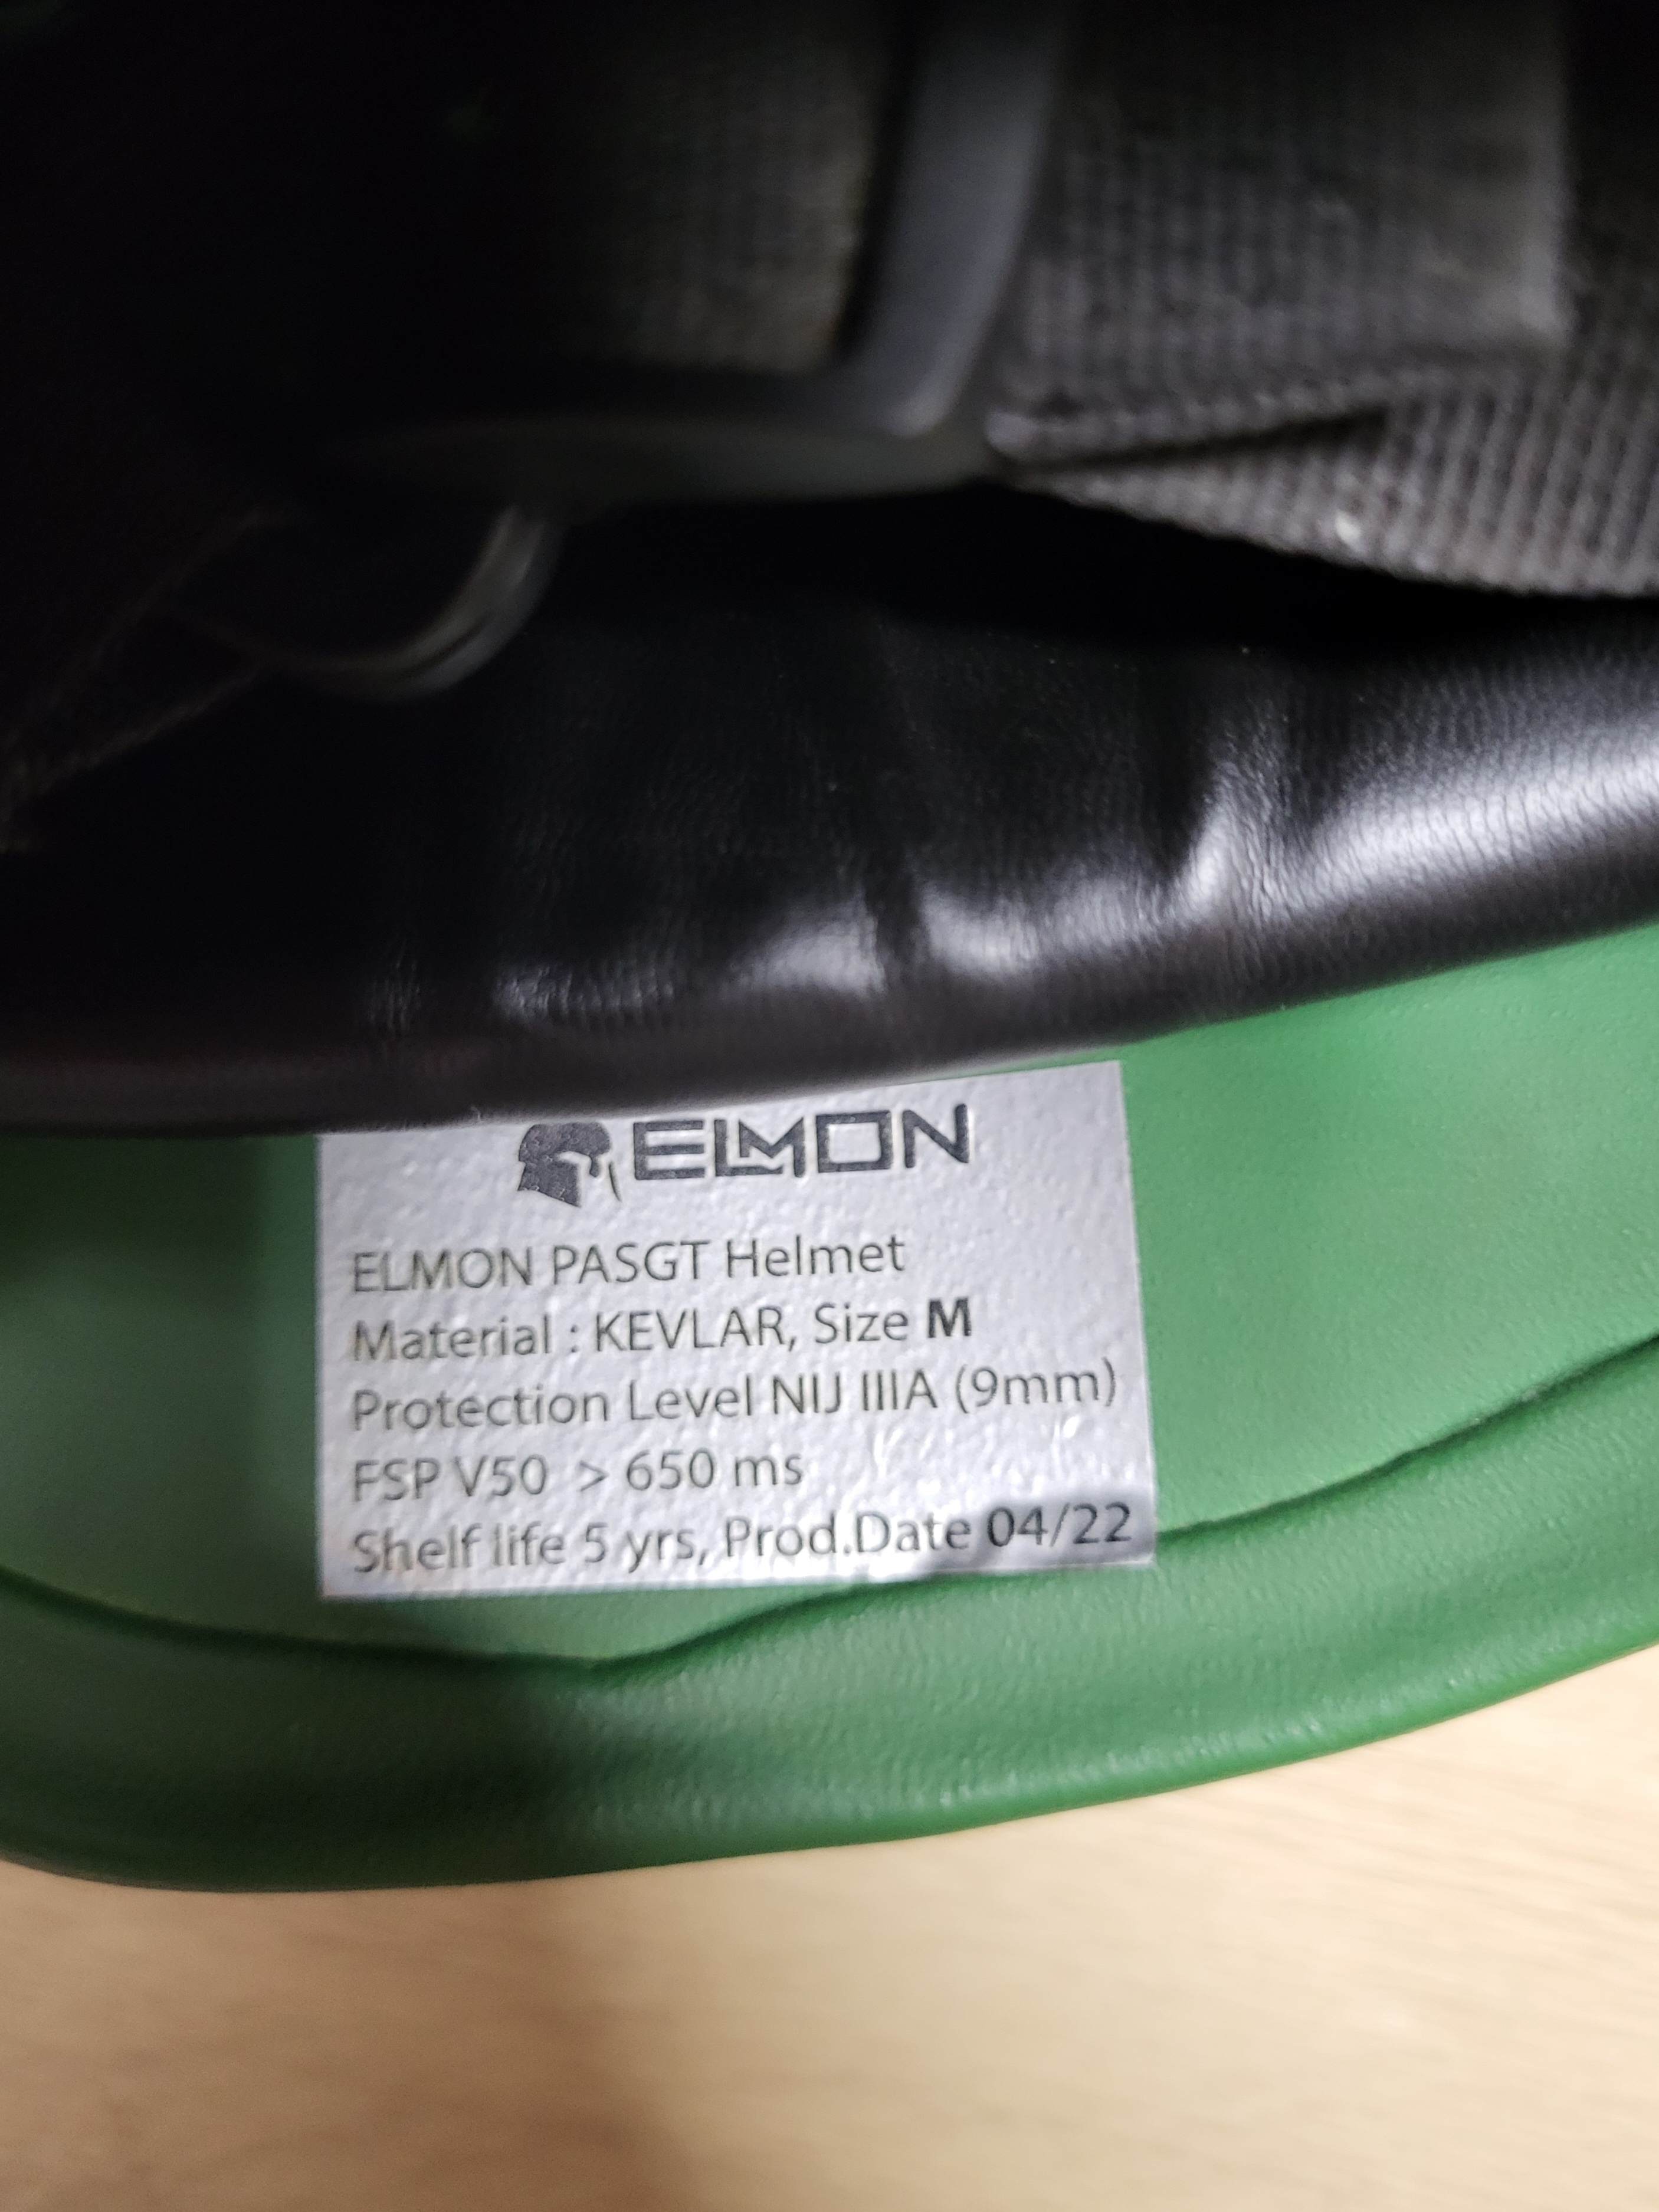 ELMON
ELMON PASGT Helmet
Material : KEVLAR, Size M
Protection Level NIJ IIIA (9mm)
FSP V50 > 650 ms
Shelf life 5 yrs, Prod.Date 04/22